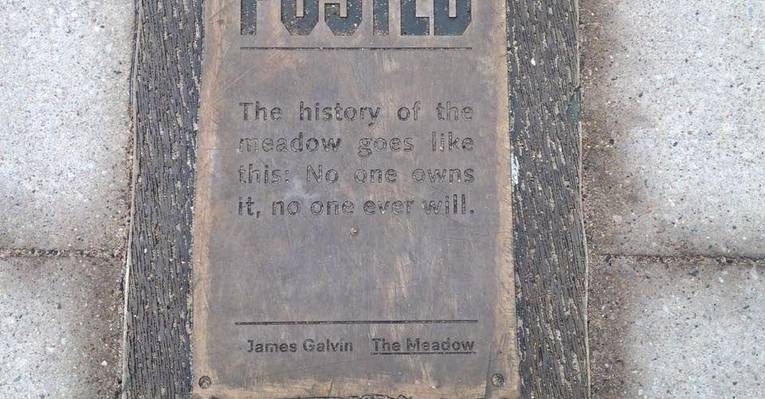 POSTED
The history of the
meadow goes like
this: No one owns
it, no one ever will.
James Galvin The Meadow